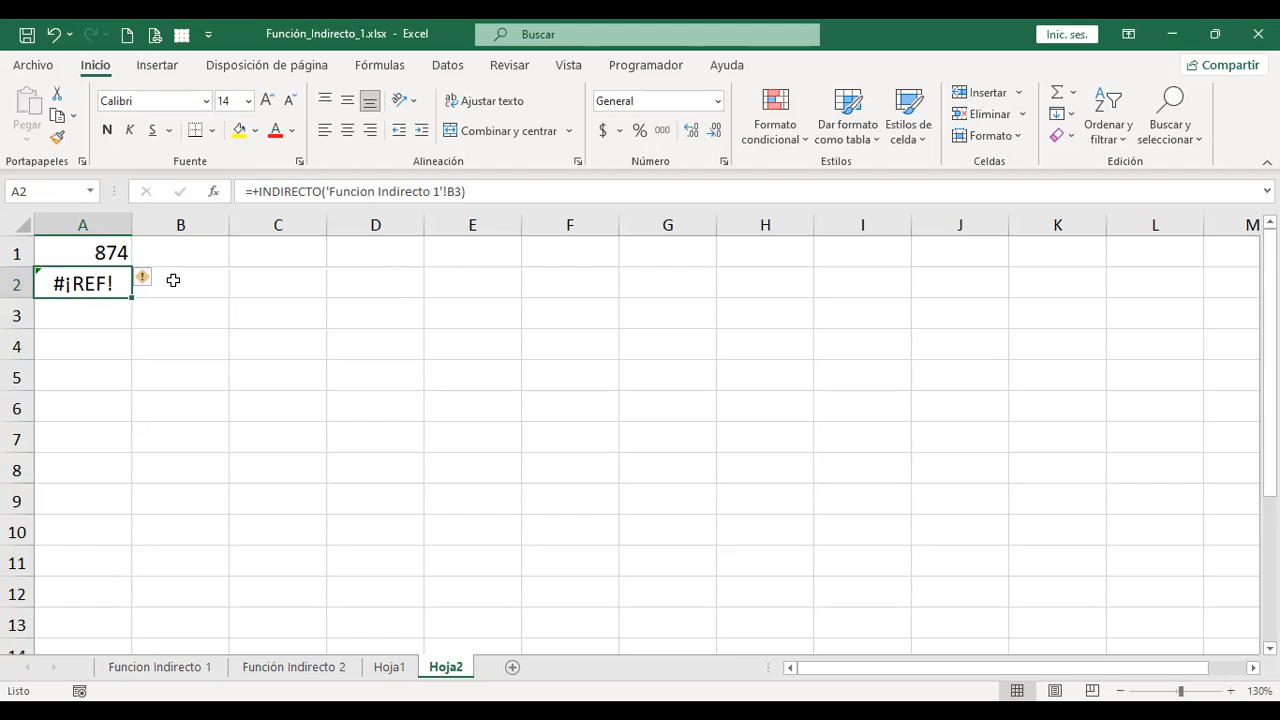 Función_Indirecto_1.xlsx - Excel
Buscar
Inic. ses.
Archivo Inicio Insertar Disposición de página Fórmulas Datos Revisar Vista Programador Ayuda
Compartir
Pegar
Calibri 14
N K S
Ajustar texto
Combinar y centrar
General
$ % 000
Formato condicional
Dar formato como tabla
Estilos de celda
Insertar
Eliminar
Formato
Ordenar y filtrar
Buscar y seleccionar
Portapapeles Fuente Alineación Número Estilos Celdas Edición
A2 fx =+INDIRECTO('Funcion Indirecto 1'!B3)
A B C D E F G H I J K L M
1 874
2 #¡REF!
3
4
5
6
7
8
9
10
11
12
13
Funcion Indirecto 1 Función Indirecto 2 Hoja1 Hoja2
Listo 130%